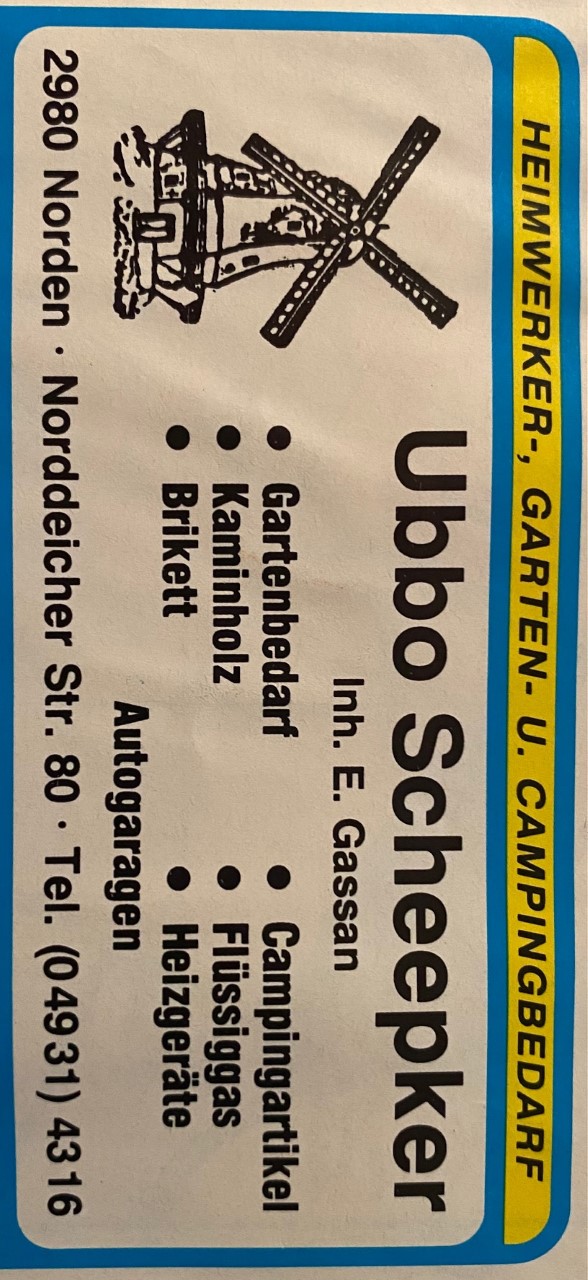 HEIMWERKER-, GARTEN- U. CAMPINGBEDARF
Ubbo Scheepker
Inh. E. Gassan
● Gartenbedarf ● Campingartikel
● Kaminholz ● Flüssiggas
● Brikett ● Heizgeräte
Autogaragen
2980 Norden · Norddeicher Str. 80 · Tel. (04931) 4316